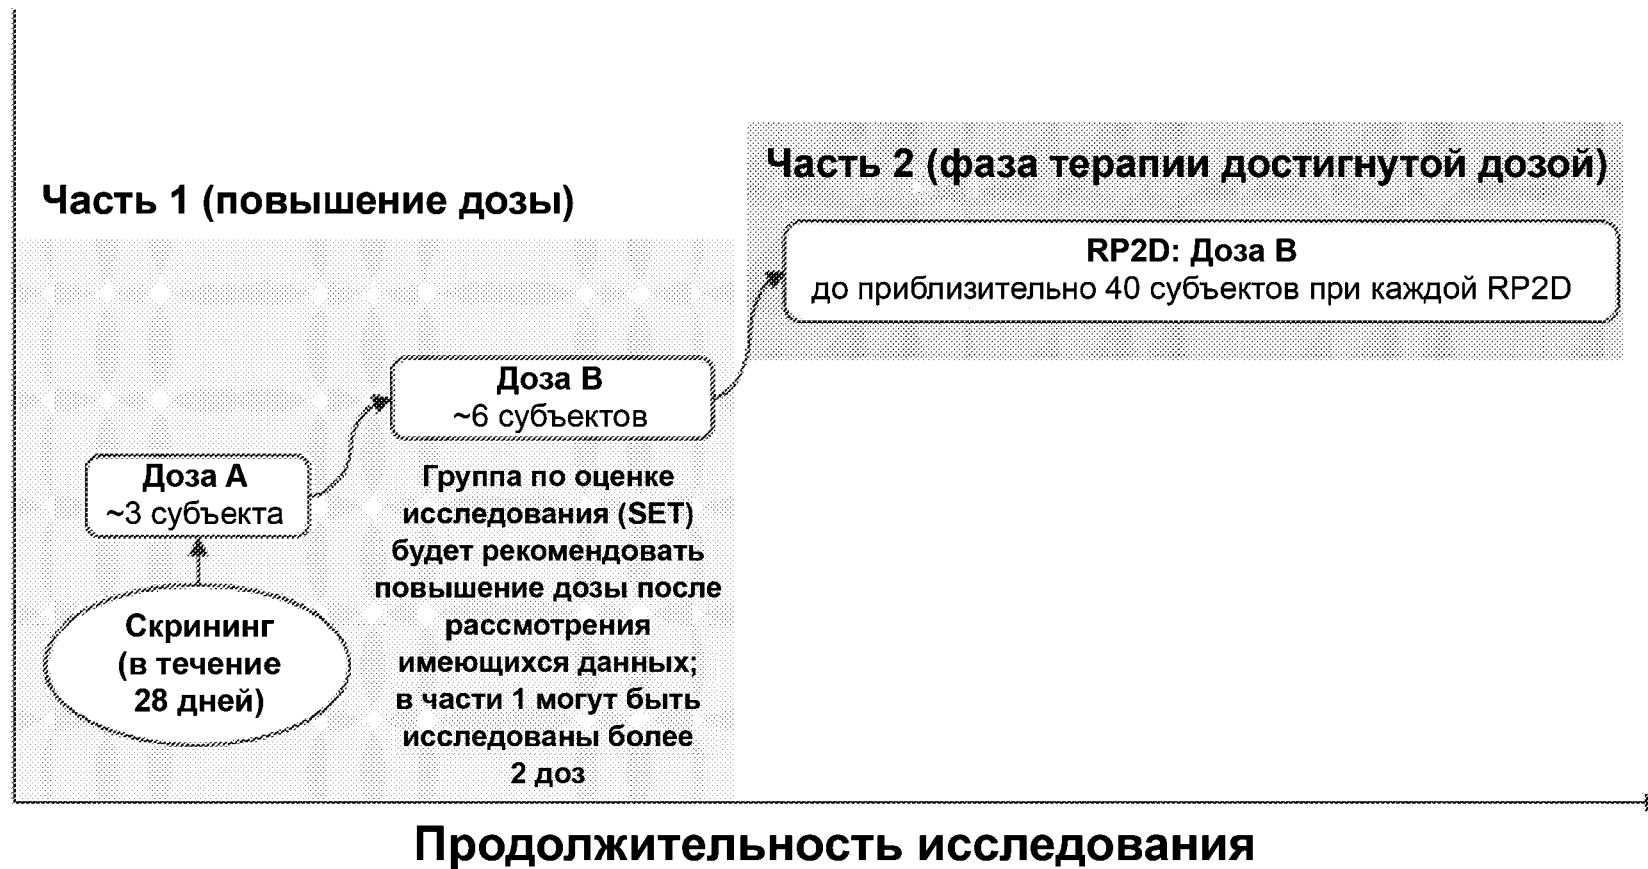 Часть 1 (повышение дозы)
Часть 2 (фаза терапии достигнутой дозой)
RP2D: Доза B
до приблизительно 40 субъектов при каждой RP2D
Доза B
~6 субъектов
Доза A
~3 субъекта
Скрининг
(в течение
28 дней)
Группа по оценке
исследования (SET)
будет рекомендовать
повышение дозы после
рассмотрения
имеющихся данных;
в части 1 могут быть
исследованы более
2 доз
Продолжительность исследования